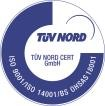 TÜV NORD
TÜV NORD CERT
GmbH
ISO 9001/ISO 14001/BS OHSAS 18001